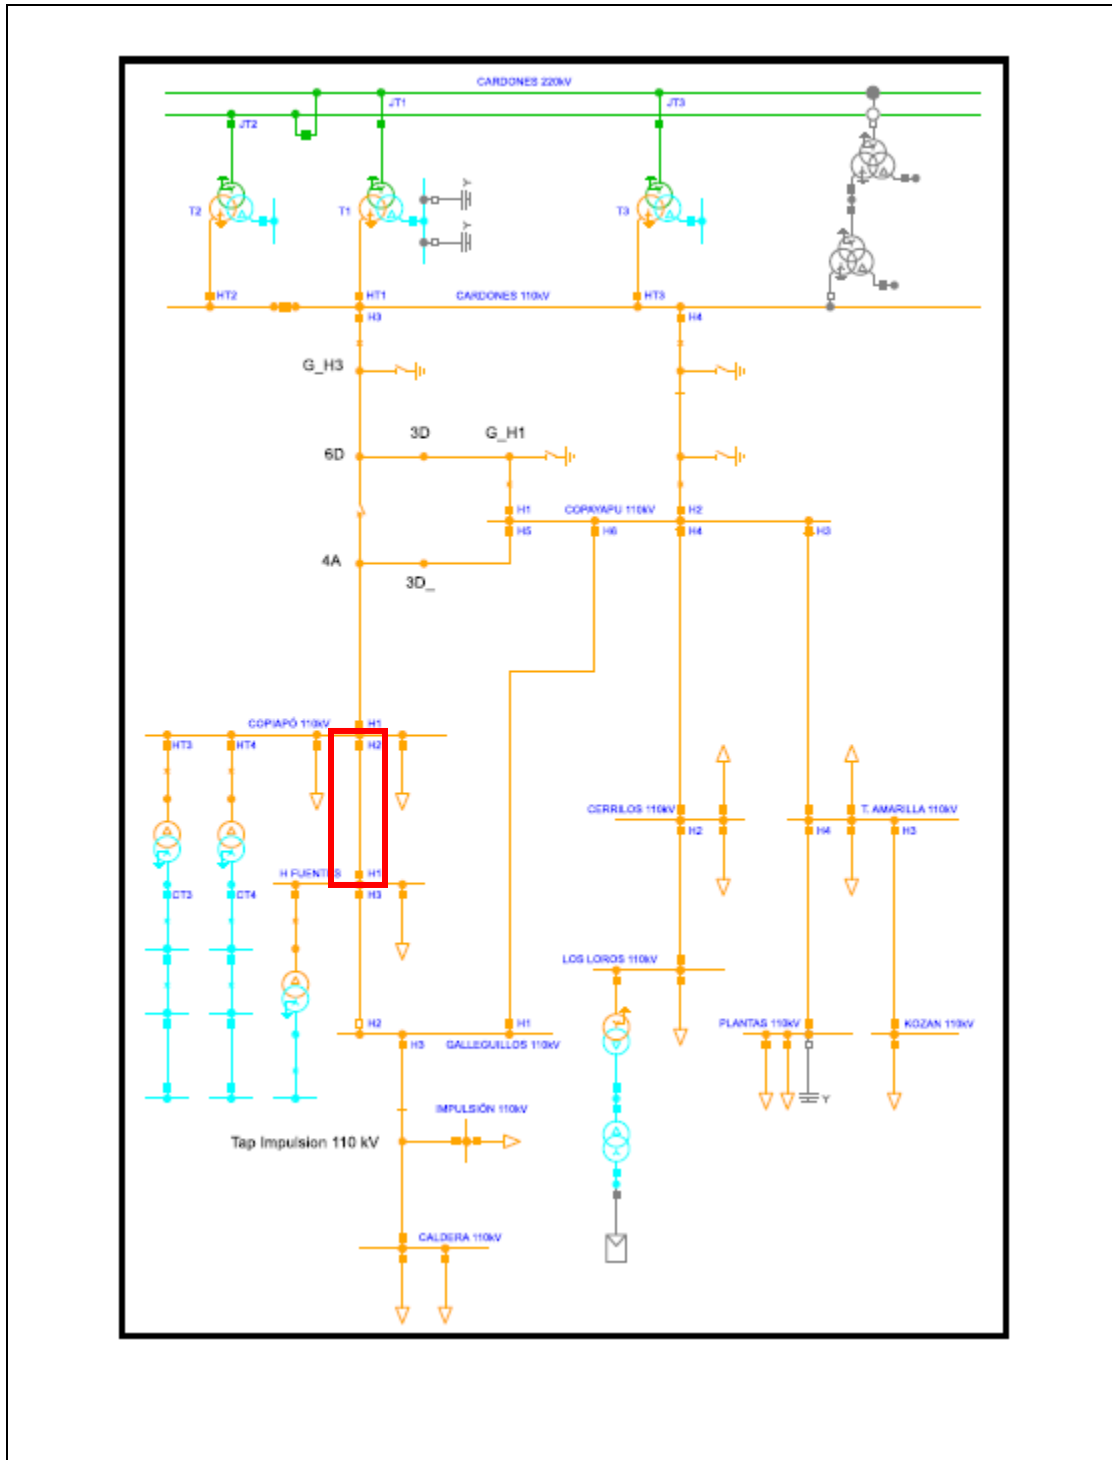 CARDONES 220kV
JT1
JT3
JT2
T2
T1
T3
Y
Y
HT2
HT1
CARDONES 110kV
HT3
H3
H4
G_H3
3D
G_H1
6D
H1
COPAYAPU 110kV
H2
H5
H6
H4
H3
4A
3D_
COPIAPÓ 110kV
H1
HT3
HT4
H2
CERRILOS 110kV
T. AMARILLA 110kV
H2
H4
H3
H FUENTES
H1
CT3
CT4
H3
LOS LOROS 110kV
H2
H1
PLANTAS 110kV
KOZAN 110kV
H3
GALLEGUILLOS 110kV
Y
IMPULSIÓN 110kV
Tap Impulsion 110 kV
CALDERA 110kV